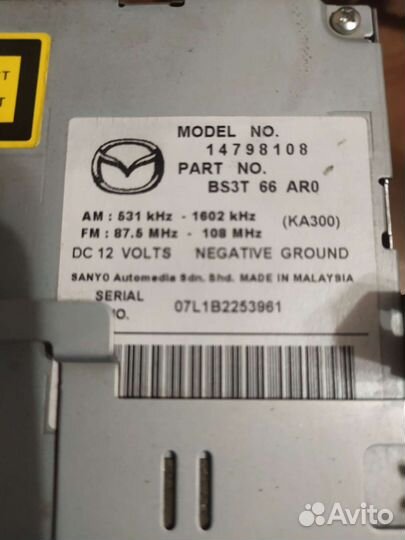 MODEL NO.
14798108
PART NO.
BS3T 66 AR0
AM : 531 kHz - 1602 kHz (KA300)
FM : 87.5 MHz - 108 MHz
DC 12 VOLTS NEGATIVE GROUND
SANYO Automedia Sdn. Bhd. MADE IN MALAYSIA
SERIAL
NO. 07L1B2253961
Avito